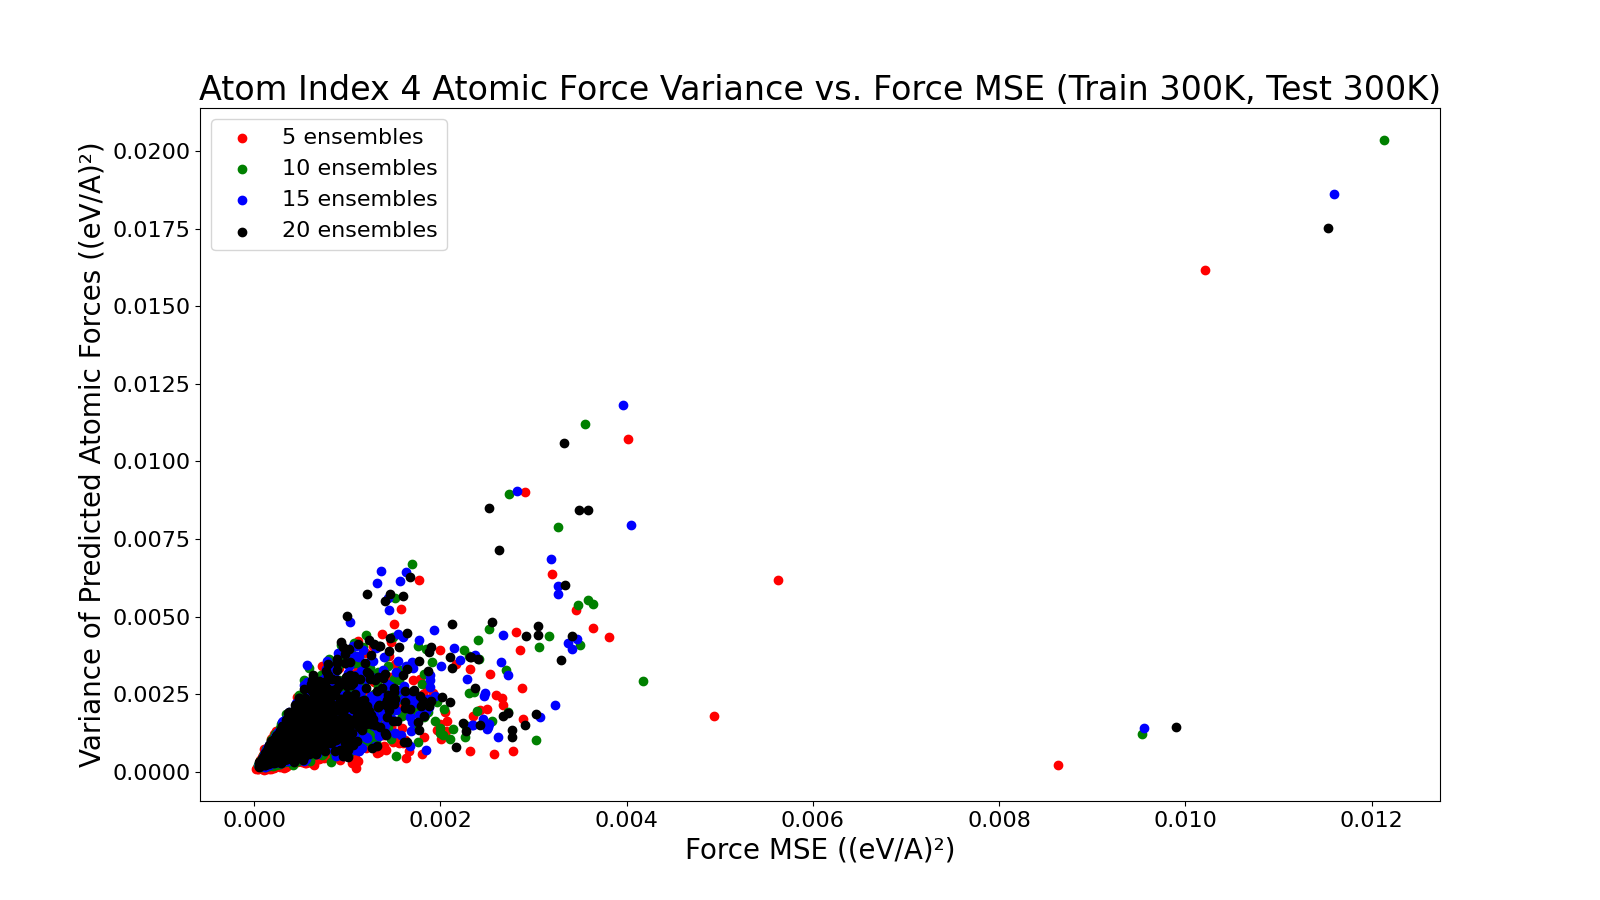 Atom Index 4 Atomic Force Variance vs. Force MSE (Train 300K, Test 300K)
5 ensembles
10 ensembles
15 ensembles
20 ensembles
Variance of Predicted Atomic Forces ((eV/A)²)
0.0200
0.0175
0.0150
0.0125
0.0100
0.0075
0.0050
0.0025
0.0000
0.000
0.002
0.004
0.006
0.008
0.010
0.012
Force MSE ((eV/A)²)